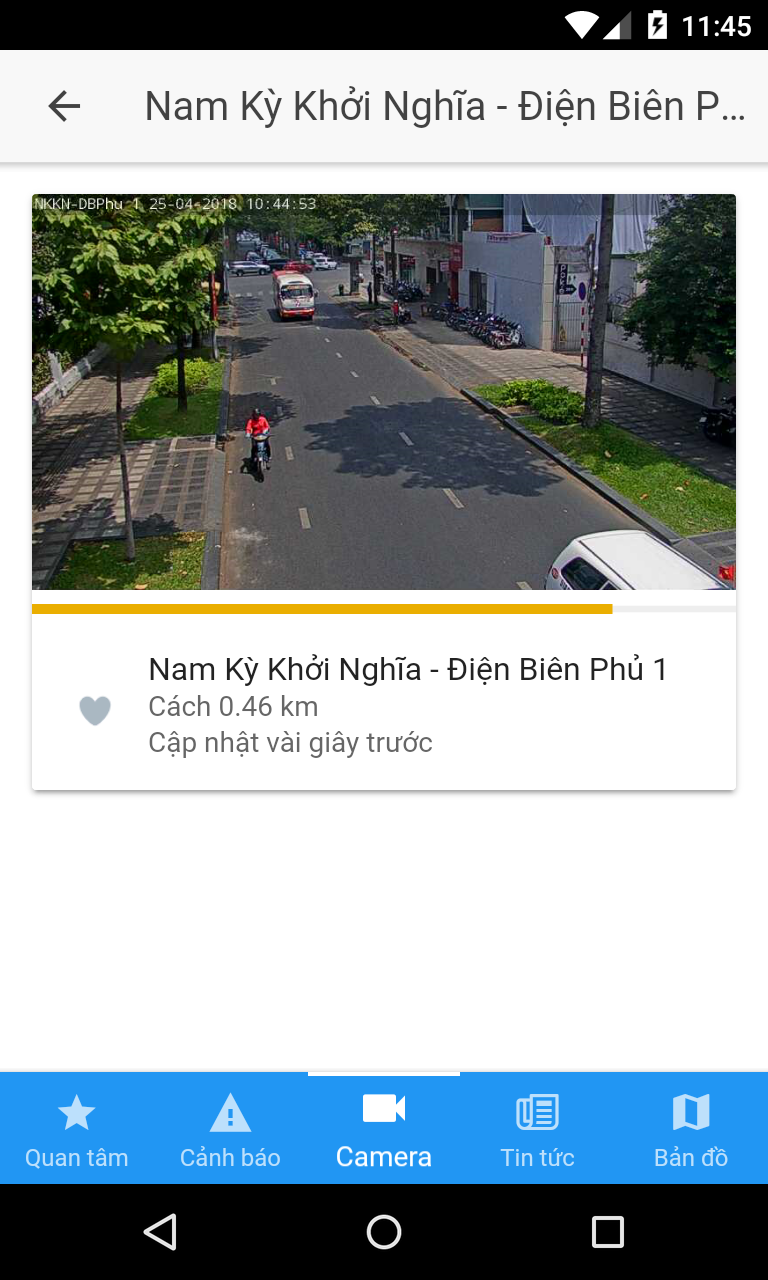 11:45
Nam Kỳ Khởi Nghĩa - Điện Biên P...
NKKN-DBPhu 1 25-04-2018 10:44:53
Nam Kỳ Khởi Nghĩa - Điện Biên Phủ 1
Cách 0.46 km
Cập nhật vài giây trước
Quan tâm
Cảnh báo
Camera
Tin tức
Bản đồ